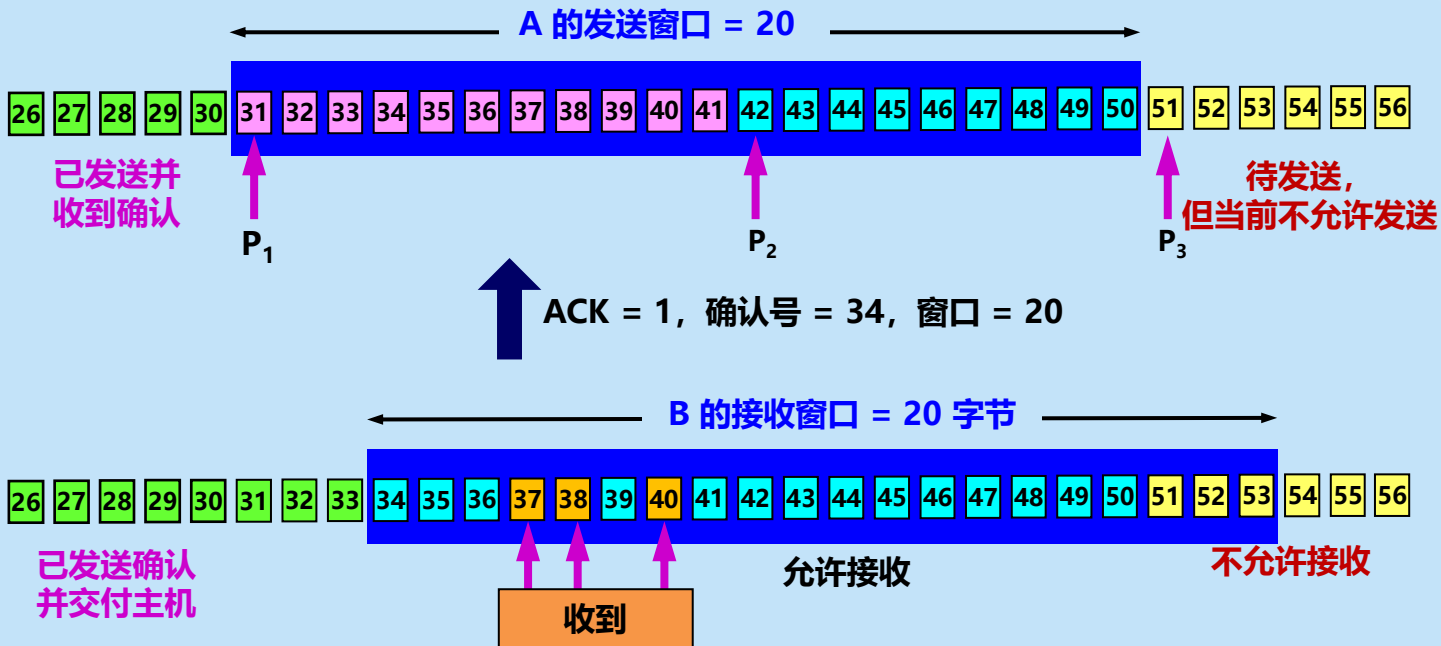 A 的发送窗口 = 20
26 27 28 29 30 31 32 33 34 35 36 37 38 39 40 41 42 43 44 45 46 47 48 49 50 51 52 53 54 55 56
已发送并
收到确认
待发送，
但当前不允许发送
P1
P2
P3
ACK = 1，确认号 = 34，窗口 = 20
B 的接收窗口 = 20 字节
26 27 28 29 30 31 32 33 34 35 36 37 38 39 40 41 42 43 44 45 46 47 48 49 50 51 52 53 54 55 56
已发送确认
并交付主机
允许接收
不允许接收
收到